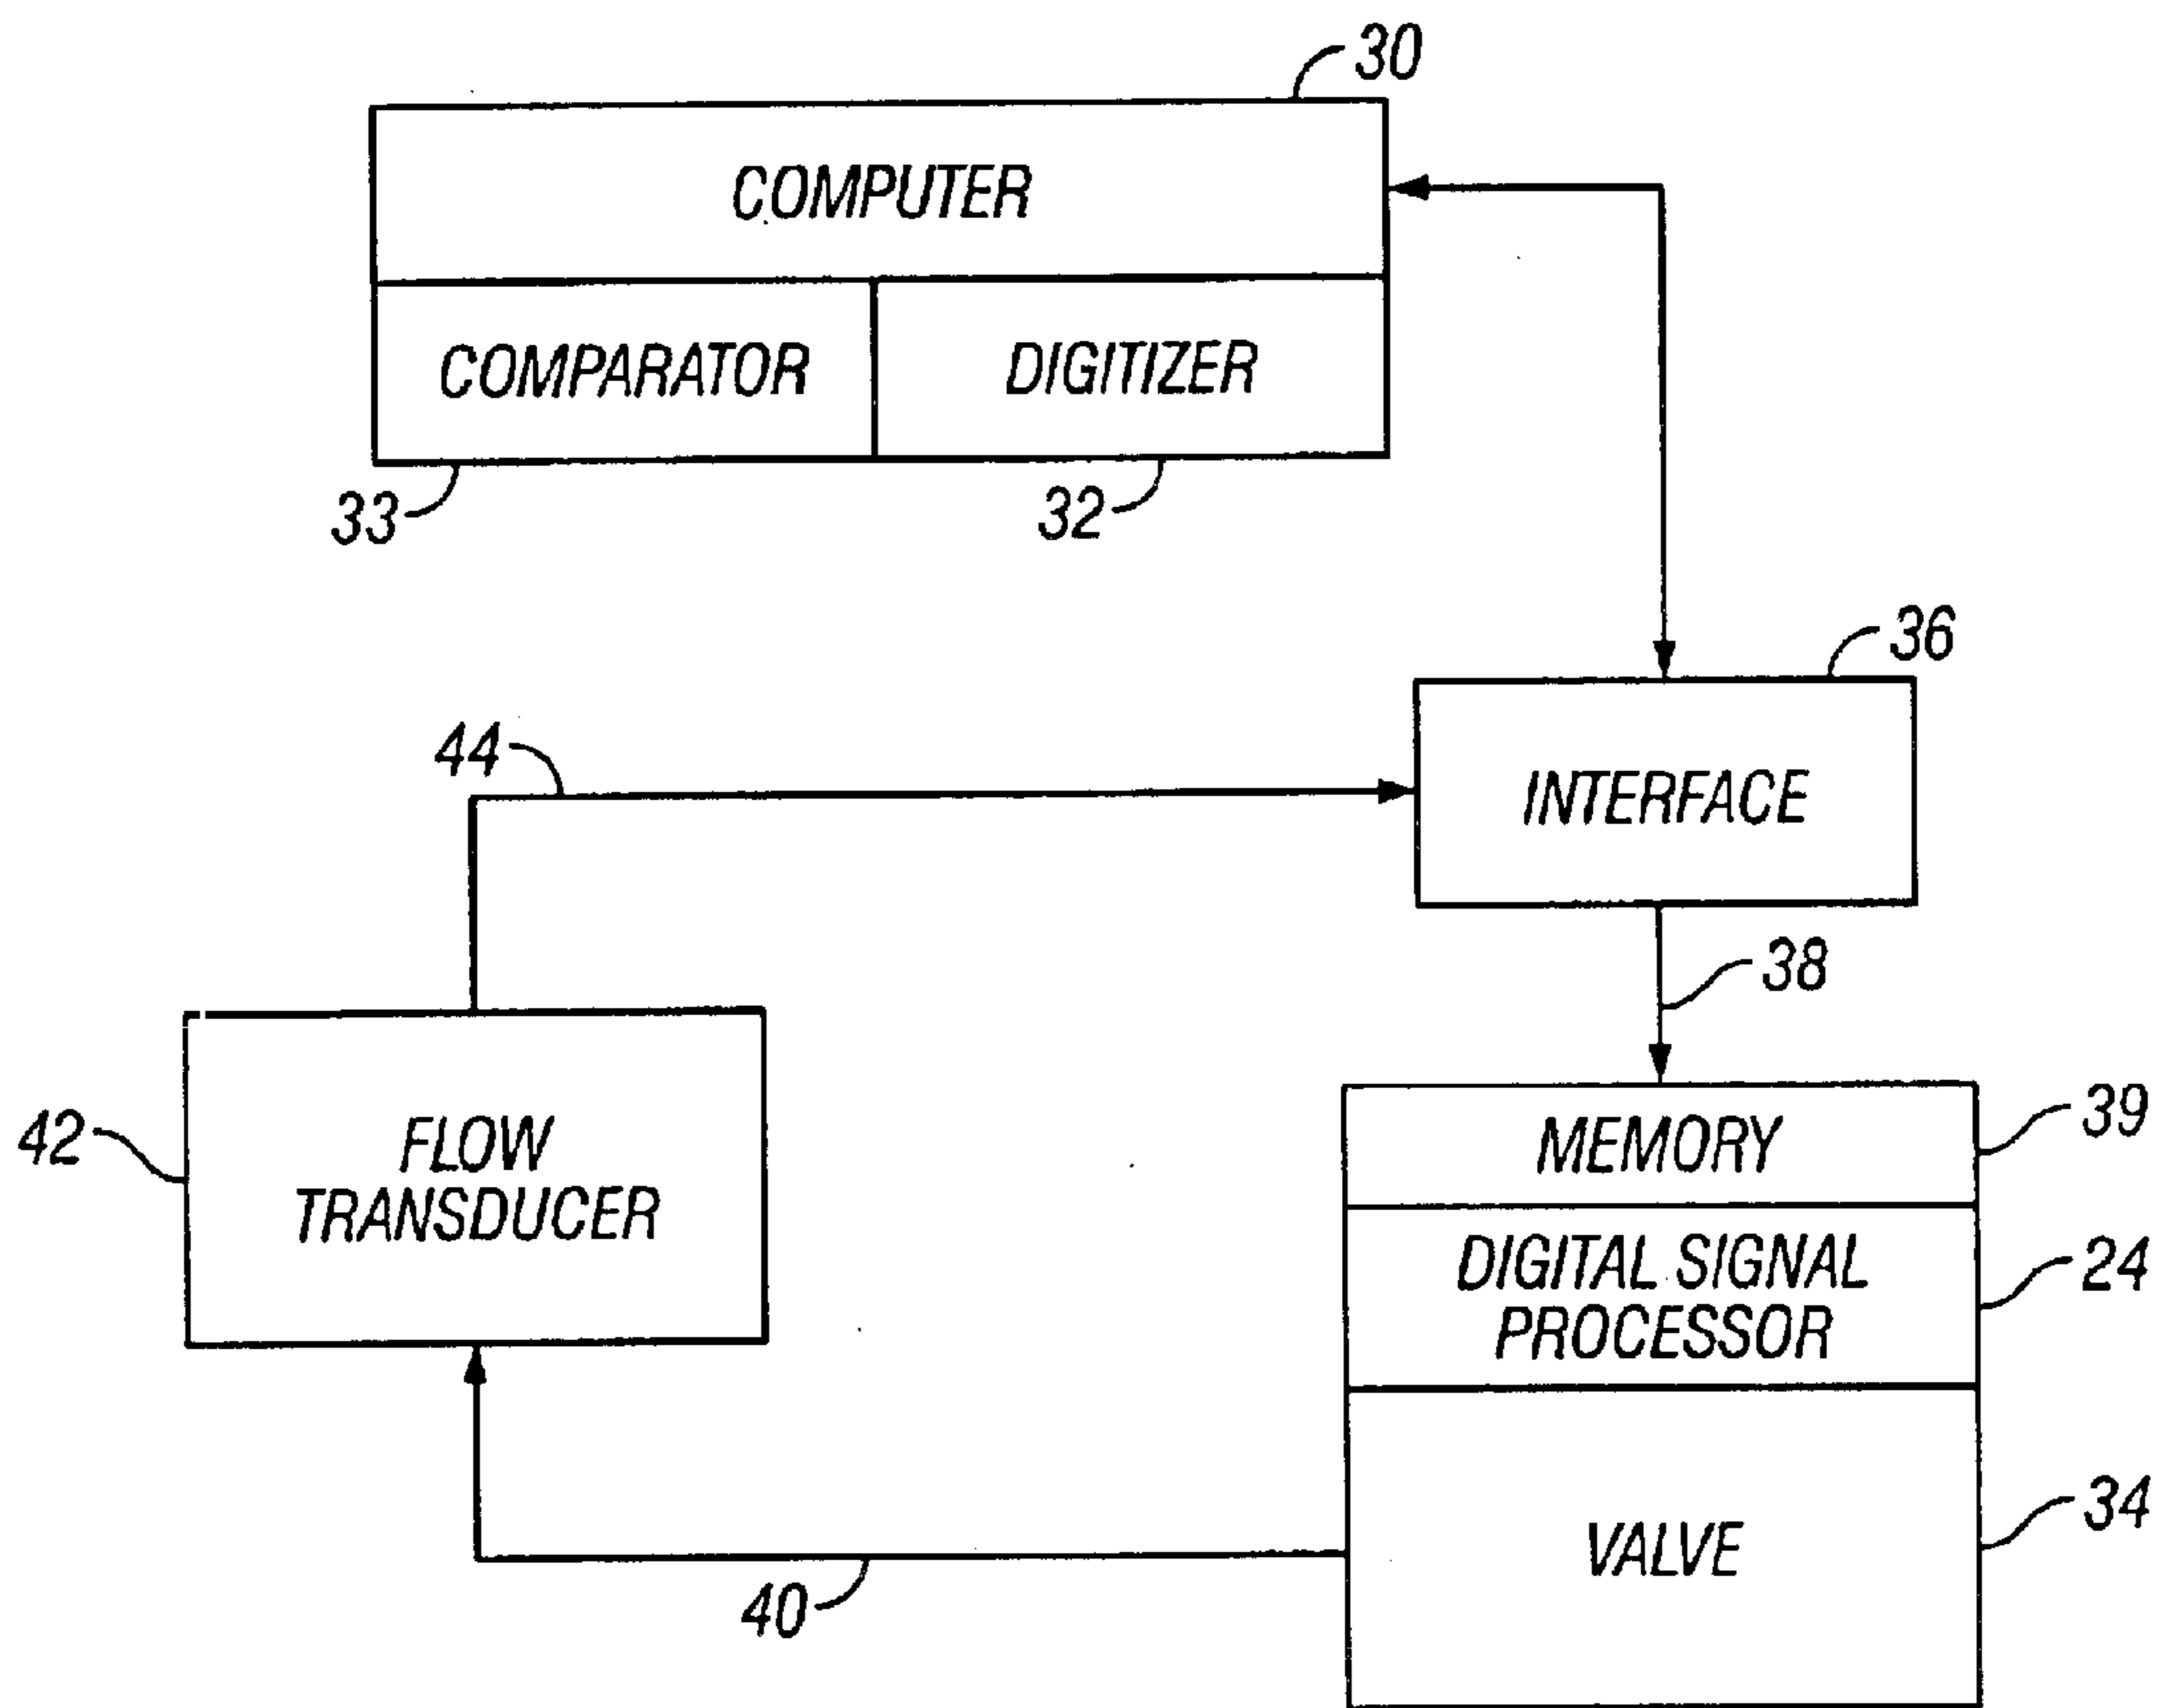 30
COMPUTER
COMPARATOR
DIGITIZER
33
32
36
44
INTERFACE
38
42
FLOW
TRANSDUCER
MEMORY
39
DIGITAL SIGNAL
PROCESSOR
24
VALVE
34
40